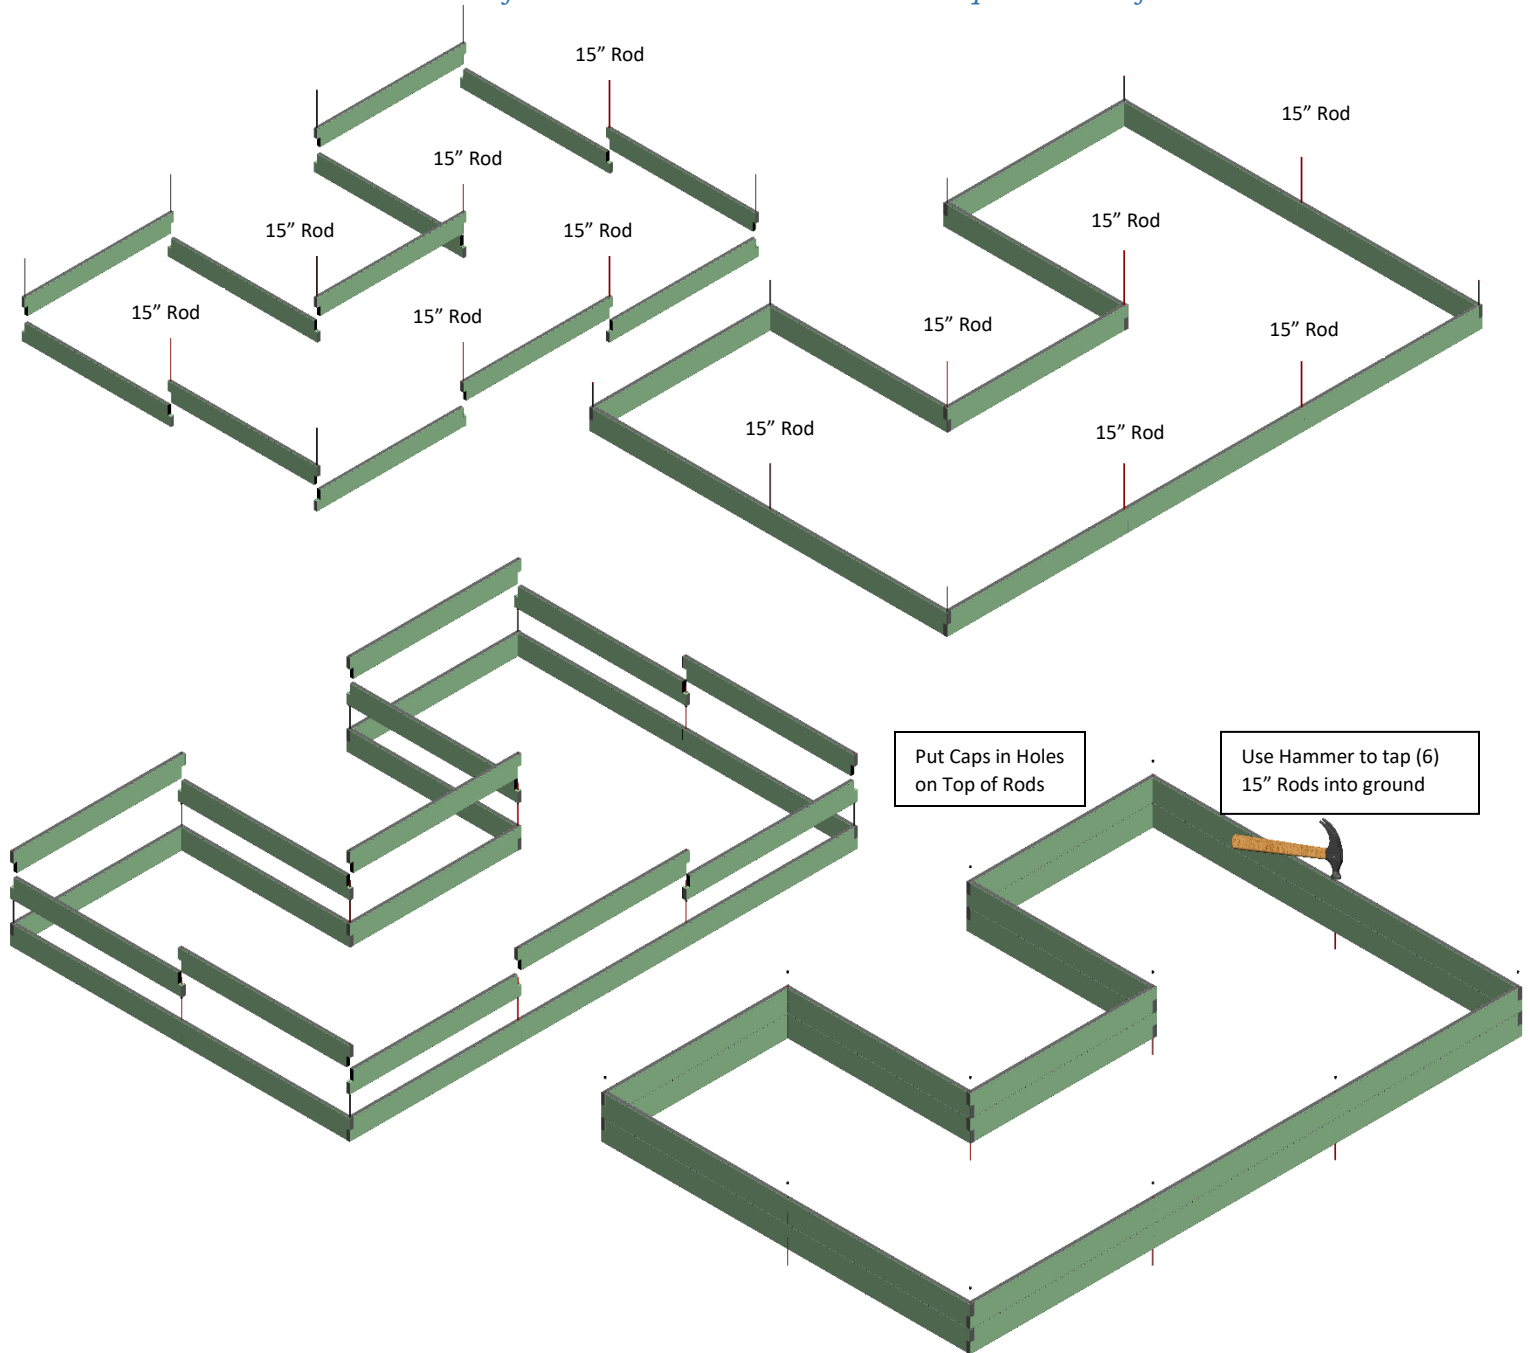 15” Rod
15” Rod
15” Rod
15” Rod
15” Rod
15” Rod
15” Rod
15” Rod
15” Rod
15” Rod
15” Rod
15” Rod
Put Caps in Holes
on Top of Rods
Use Hammer to tap (6)
15” Rods into ground